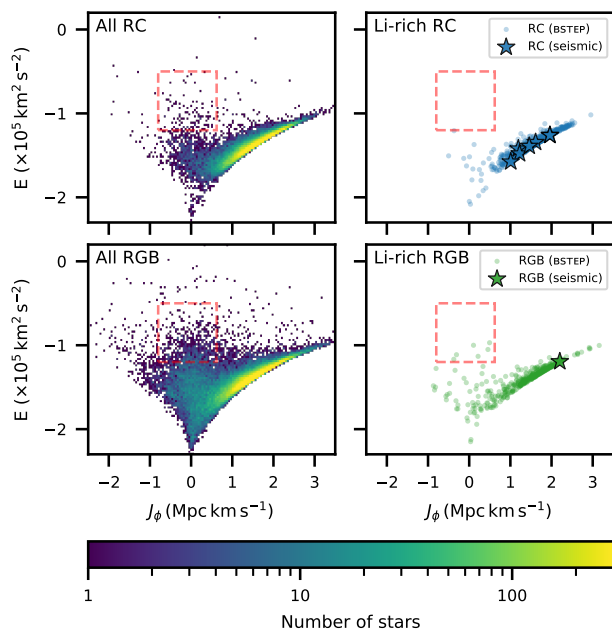 All RC
Li-rich RC
RC (BSTEP)
RC (seismic)
E (×10⁵ km² s⁻²)
0
−1
−2
All RGB
Li-rich RGB
RGB (BSTEP)
RGB (seismic)
E (×10⁵ km² s⁻²)
0
−1
−2
−2 −1 0 1 2 3
−2 −1 0 1 2 3
Jϕ (Mpc km s⁻¹)
Jϕ (Mpc km s⁻¹)
1 10 100
Number of stars